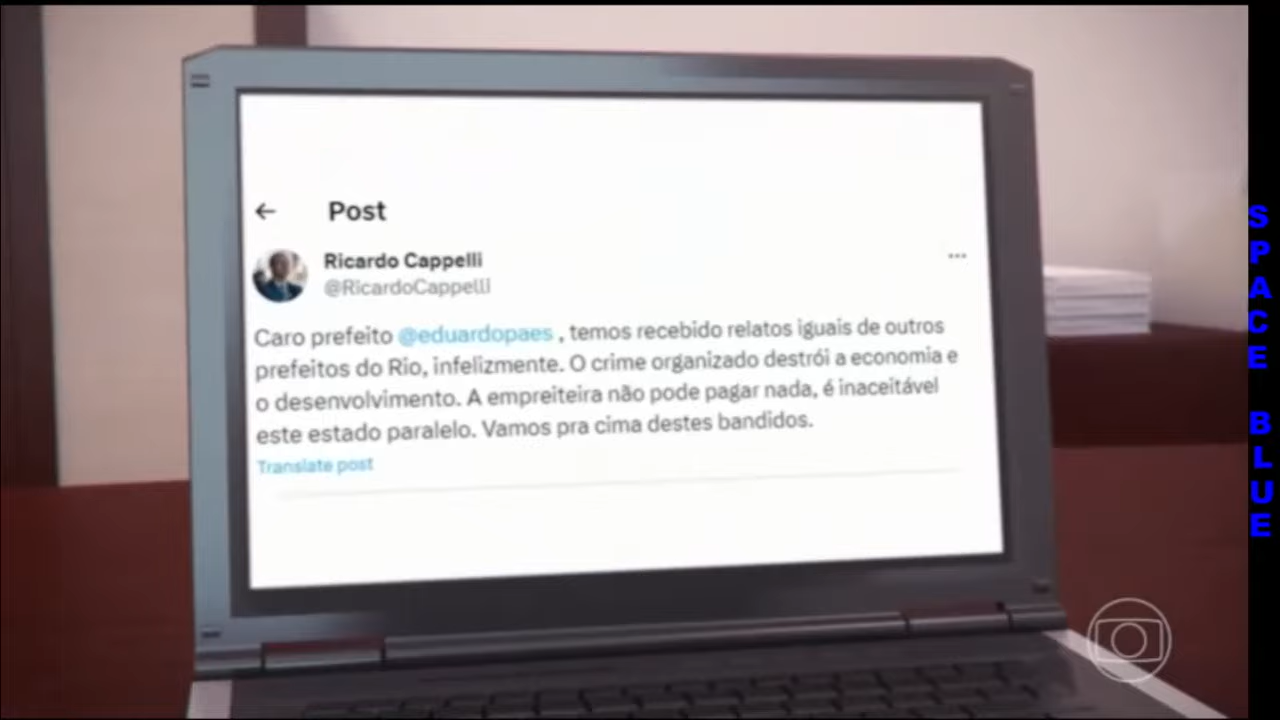 Post
Ricardo Cappelli
@RicardoCappelli
Caro prefeito @eduardopaes , temos recebido relatos iguais de outros
prefeitos do Rio, infelizmente. O crime organizado destrói a economia e
o desenvolvimento. A empreiteira não pode pagar nada, é inaceitável
este estado paralelo. Vamos pra cima destes bandidos.
Translate post
SPACE BLUE